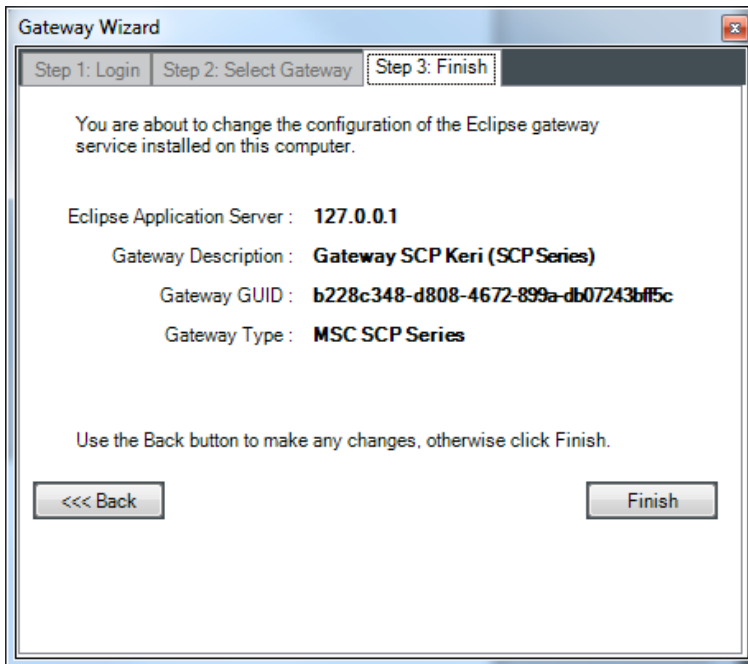 Gateway Wizard
Step 1: Login Step 2: Select Gateway Step 3: Finish
You are about to change the configuration of the Eclipse gateway
service installed on this computer.
Eclipse Application Server : 127.0.0.1
Gateway Description : Gateway SCP Keri (SCP Series)
Gateway GUID : b228c348-d808-4672-899a-db07243bff5c
Gateway Type : MSC SCP Series
Use the Back button to make any changes, otherwise click Finish.
<<< Back Finish